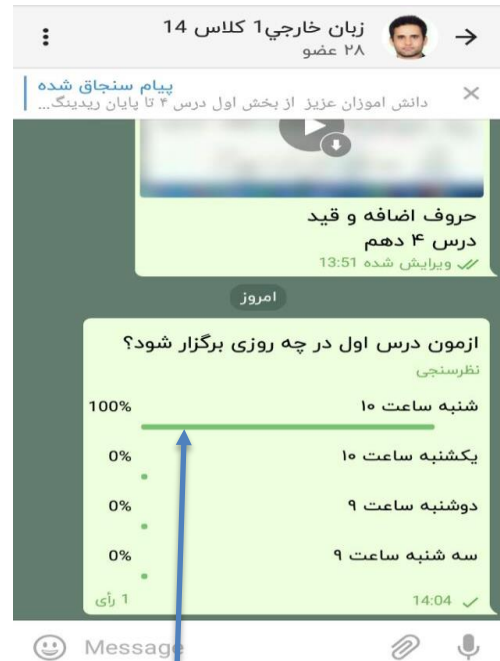 زبان خارجي1 کلاس 14
۲۸ عضو
پیام سنجاق شده
دانش اموزان عزیز از بخش اول درس ۴ تا پایان ریدینگ...
حروف اضافه و قید
درس ۴ دهم
ویرایش شده 13:51
امروز
ازمون درس اول در چه روزی برگزار شود؟
نظرسنجی
شنبه ساعت ۱۰ 100%
یکشنبه ساعت ۱۰ 0%
دوشنبه ساعت ۹ 0%
سه شنبه ساعت ۹ 0%
1 رأی 14:04
Message